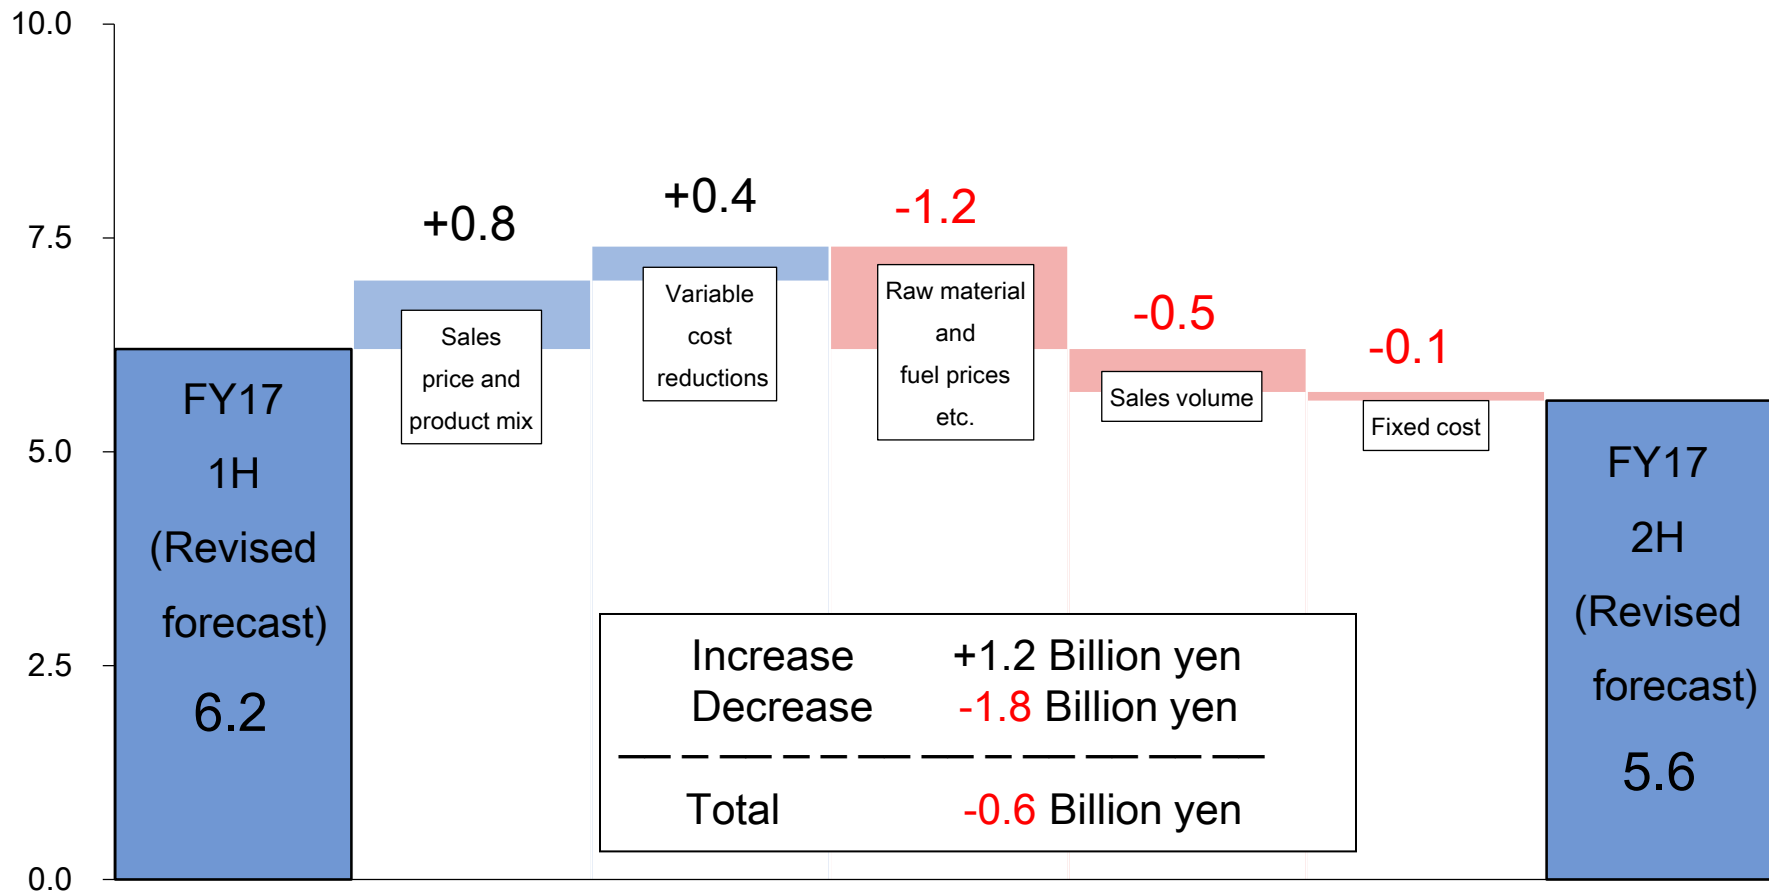 10.0
7.5
5.0
2.5
0.0
FY17
1H
(Revised
forecast)
6.2
+0.8
Sales
price and
product mix
+0.4
Variable
cost
reductions
-1.2
Raw material
and
fuel prices
etc.
-0.5
Sales volume
-0.1
Fixed cost
FY17
2H
(Revised
forecast)
5.6
Increase +1.2 Billion yen
Decrease -1.8 Billion yen
Total -0.6 Billion yen